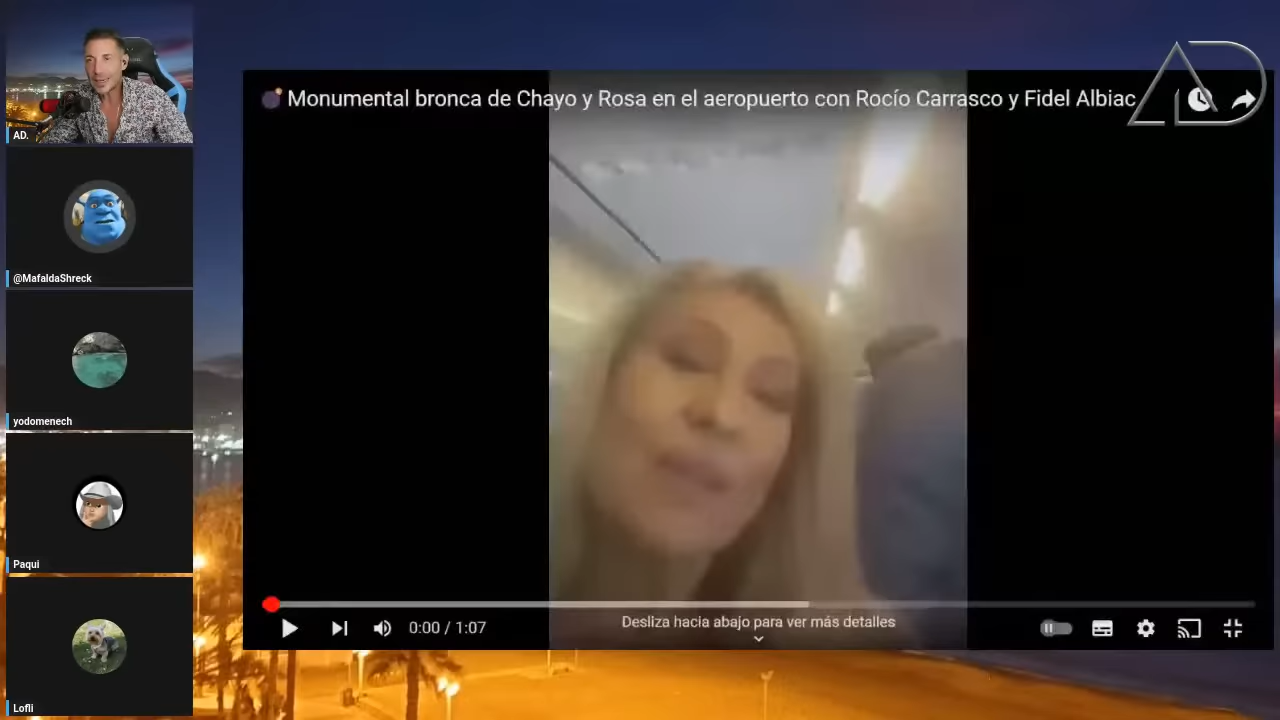 AD.
@MafaldaShreck
yodomenech
Paqui
Lofli
Monumental bronca de Chayo y Rosa en el aeropuerto con Rocío Carrasco y Fidel Albiac
AD
Desliza hacia abajo para ver más detalles
0:00 / 1:07